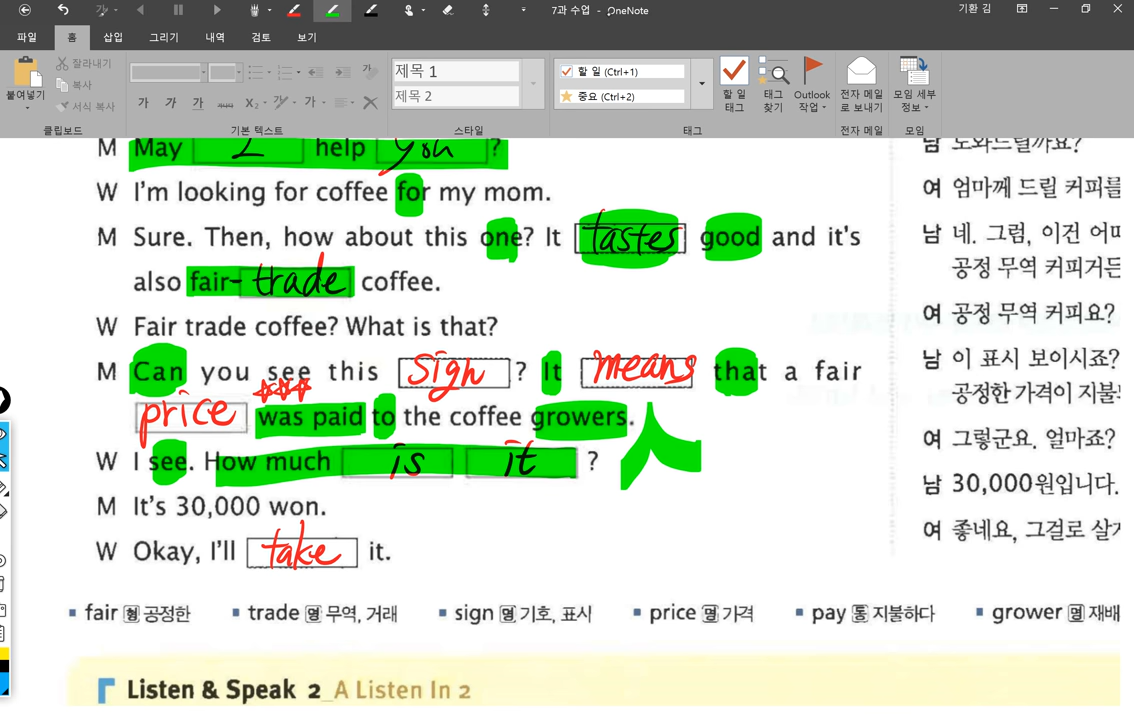 7과 수업 - OneNote
기환 김
파일 홈 삽입 그리기 내역 검토 보기
붙여넣기
잘라내기
복사
서식 복사
클립보드
가 가 가
기본 텍스트
제목 1
제목 2
스타일
할 일 (Ctrl+1)
중요 (Ctrl+2)
할 일 태그
태그 찾기
Outlook 작업
태그
전자 메일로 보내기
전자 메일
모임 세부 정보
모임
M May I help you?
W I'm looking for coffee for my mom.
M Sure. Then, how about this one? It tastes good and it's
also fair-trade coffee.
W Fair trade coffee? What is that?
M Can you see this sign? It means that a fair
price was paid to the coffee growers.
W I see. How much is it?
M It's 30,000 won.
W Okay, I'll take it.
남 도와드릴까요?
여 엄마께 드릴 커피를
남 네. 그럼, 이건
공정 무역 커피거든
여 공정 무역 커피요?
남 이 표시 보이시죠?
공정한 가격이
여 그렇군요. 얼마죠?
남 30,000원입니다.
여 좋네요, 그걸로
▪ fair 형 공정한 ▪ trade 명 무역, 거래 ▪ sign 명 기호, 표시 ▪ price 명 가격 ▪ pay 동 지불하다 ▪ grower 명 재배
Listen & Speak 2_A Listen In 2